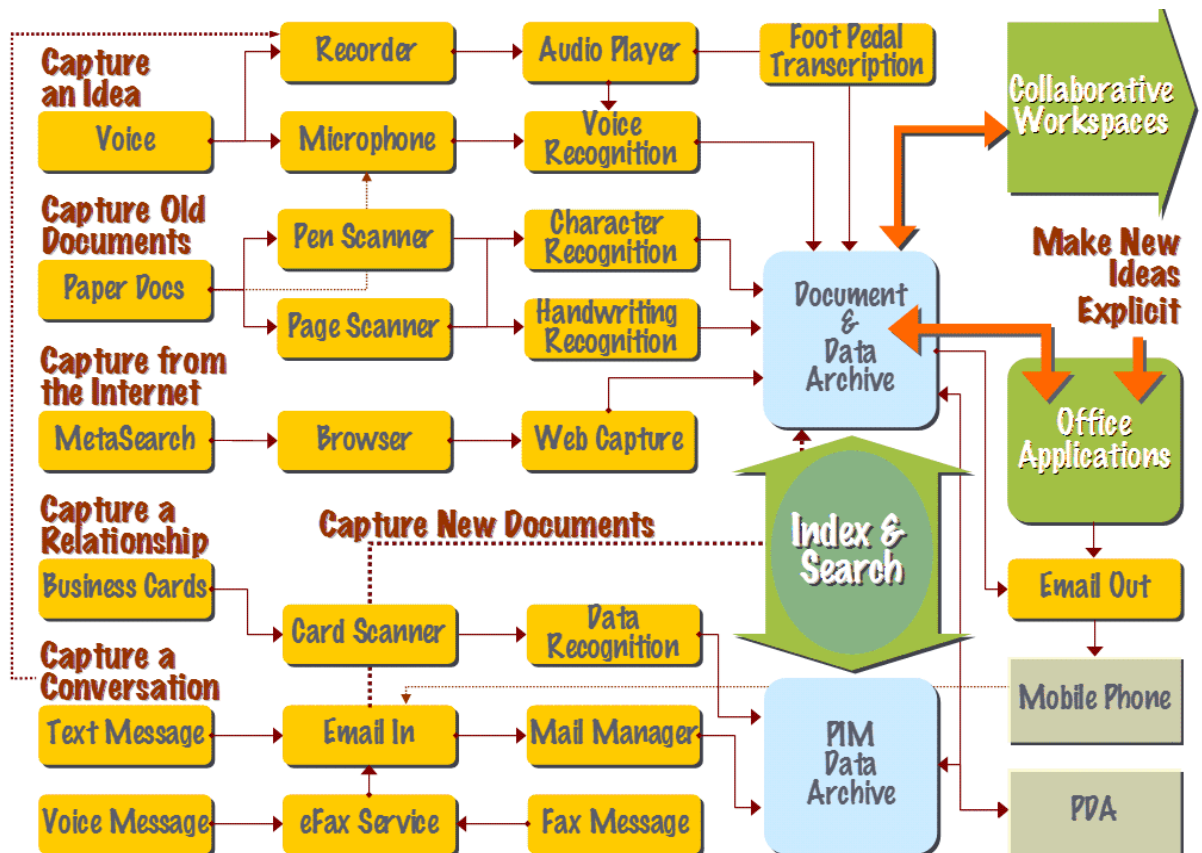 Capture
an Idea
Voice
Recorder
Audio Player
Foot Pedal
Transcription
Microphone
Voice
Recognition
Collaborative
Workspaces
Capture Old
Documents
Paper Docs
Pen Scanner
Character
Recognition
Page Scanner
Handwriting
Recognition
Document
&
Data
Archive
Make New
Ideas
Explicit
Office
Applications
Capture from
the Internet
MetaSearch
Browser
Web Capture
Capture a
Relationship
Business Cards
Capture New Documents
Index &
Search
Card Scanner
Data
Recognition
Email Out
Capture a
Conversation
Text Message
Email In
Mail Manager
PIM
Data
Archive
Mobile Phone
Voice Message
eFax Service
Fax Message
PDA